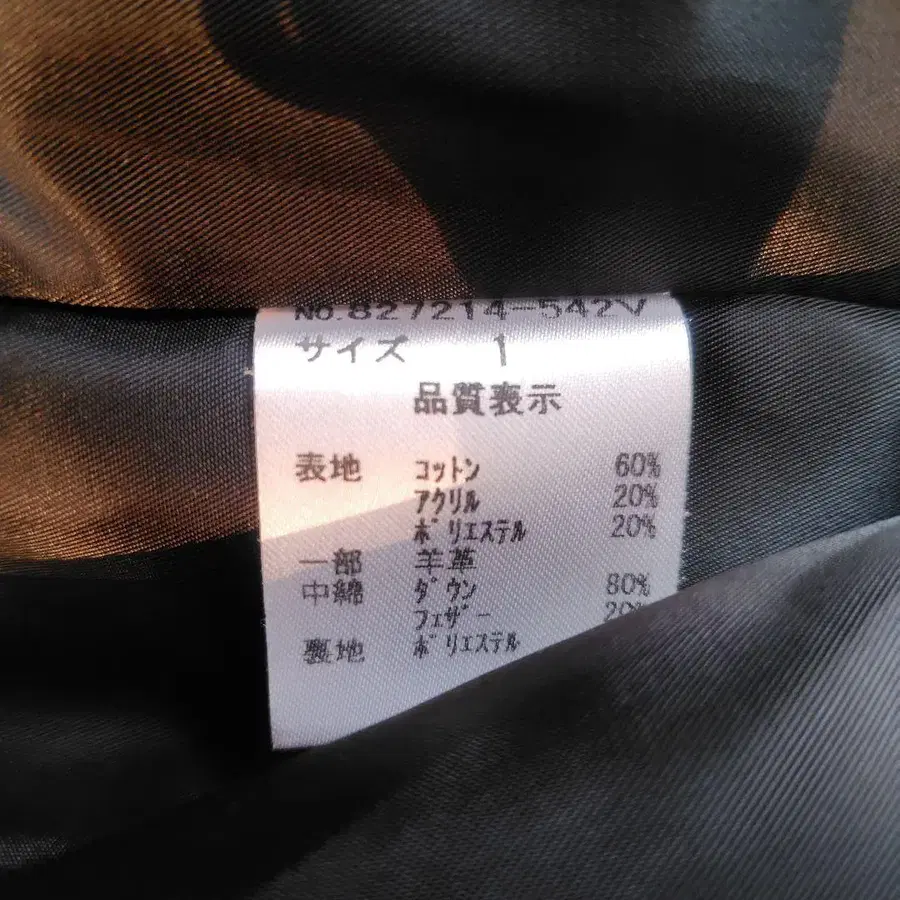 No.827214-542V
サイズ 1
品質表示
表地 コットン 60%
アクリル 20%
ポリエステル 20%
一部 羊革
中綿 ダウン 80%
フェザー 20%
裏地 ポリエステル